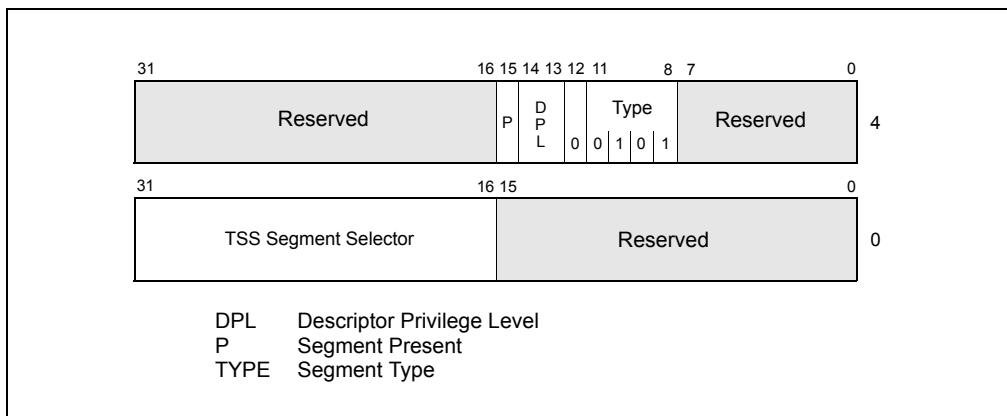 31 16 15 14 13 12 11 8 7 0
Reserved P DPL 0 Type 0 1 0 1 Reserved 4
31 16 15 0
TSS Segment Selector Reserved 0
DPL Descriptor Privilege Level
P Segment Present
TYPE Segment Type